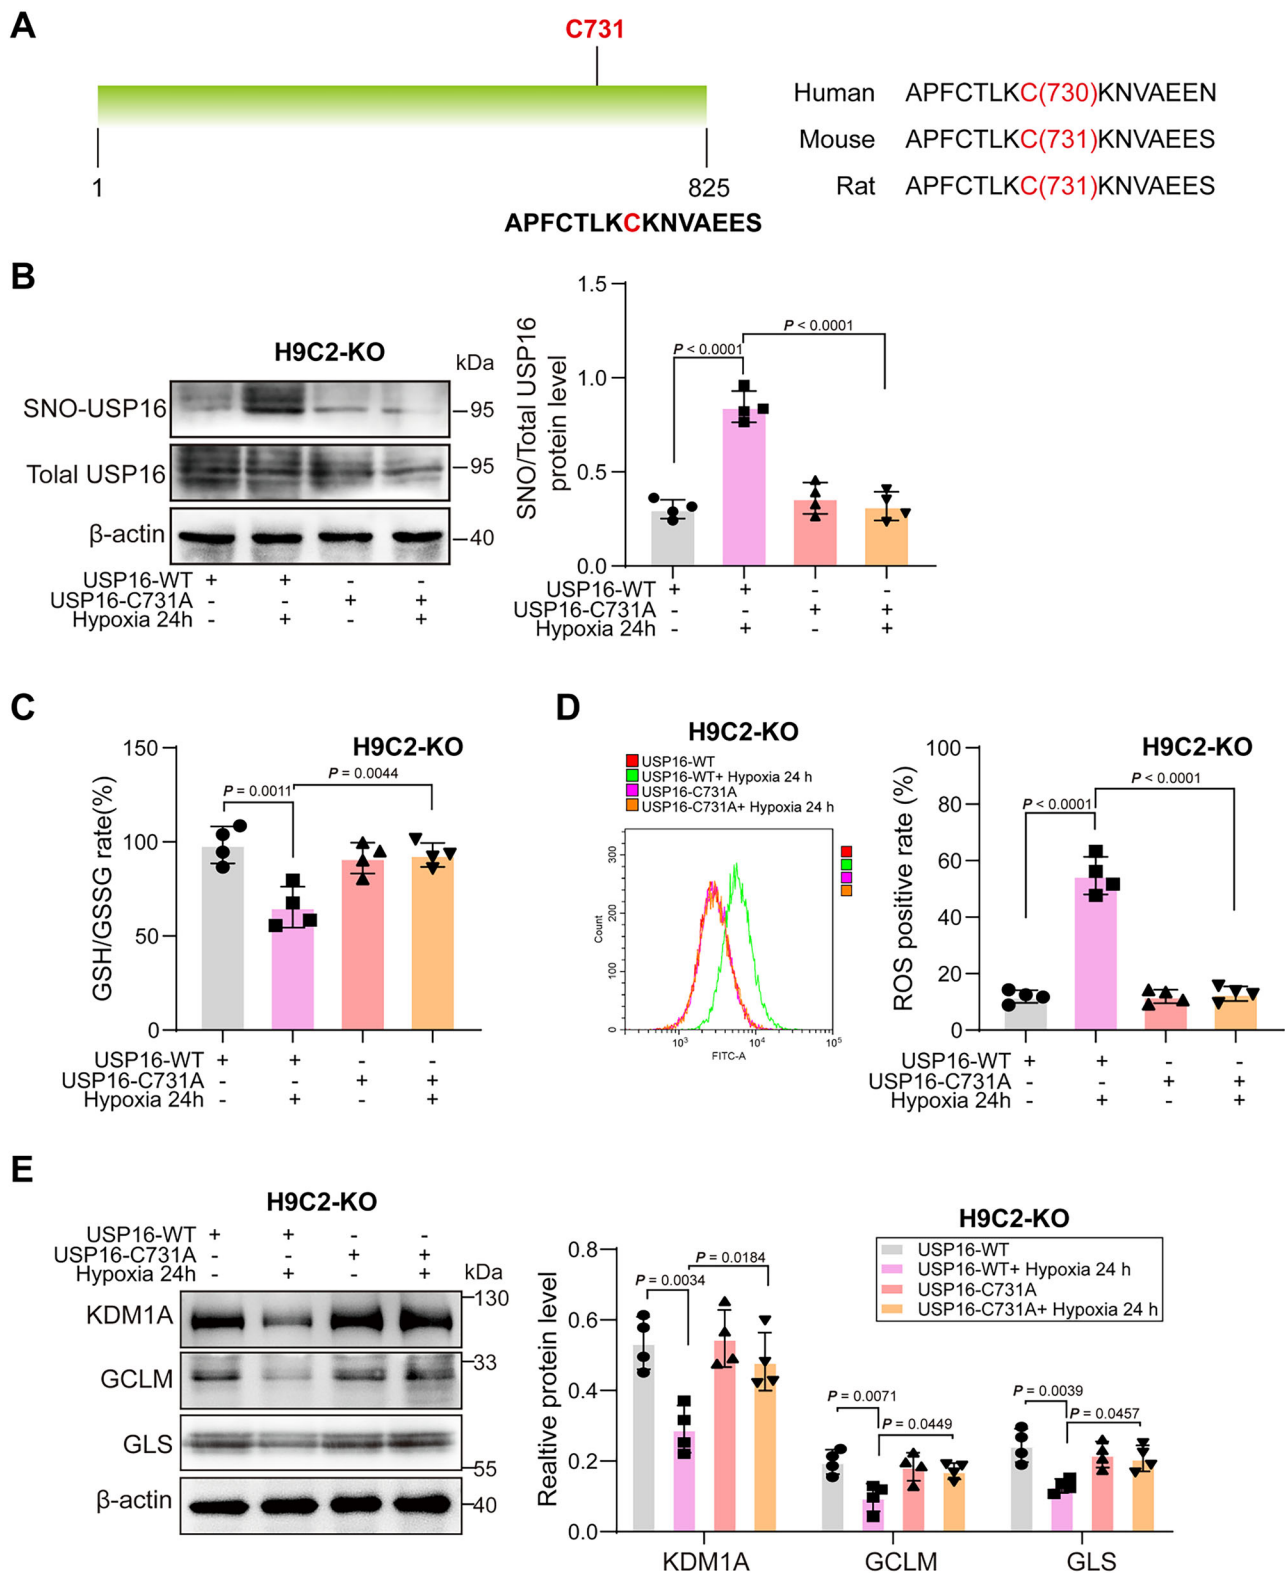 A
C731
1
825
APFCTLKCKNVAEES
Human APFCTLKC(730)KNVAEEN
Mouse APFCTLKC(731)KNVAEES
Rat APFCTLKC(731)KNVAEES
B
H9C2-KO
kDa
SNO-USP16
95
Tolal USP16
95
β-actin
40
USP16-WT + + - -
USP16-C731A - - + +
Hypoxia 24h - + - +
SNO/Total USP16
protein level
1.5
1.0
0.5
0.0
P < 0.0001
P < 0.0001
USP16-WT + + - -
USP16-C731A - - + +
Hypoxia 24h - + - +
C
H9C2-KO
GSH/GSSG rate(%)
150
100
50
0
P = 0.0011
P = 0.0044
USP16-WT + + - -
USP16-C731A - - + +
Hypoxia 24h - + - +
D
H9C2-KO
USP16-WT
USP16-WT+ Hypoxia 24 h
USP16-C731A
USP16-C731A+ Hypoxia 24 h
Count
300
200
100
0
10³ 10⁴ 10⁵
FITC-A
H9C2-KO
ROS positive rate (%)
100
80
60
40
20
0
P < 0.0001
P < 0.0001
USP16-WT + + - -
USP16-C731A - - + +
Hypoxia 24h - + - +
E
H9C2-KO
USP16-WT + + - -
USP16-C731A - - + +
Hypoxia 24h - + - +
kDa
KDM1A
130
GCLM
33
GLS
55
β-actin
40
H9C2-KO
USP16-WT
USP16-WT+ Hypoxia 24 h
USP16-C731A
USP16-C731A+ Hypoxia 24 h
Realtive protein level
0.8
0.6
0.4
0.2
0.0
P = 0.0034
P = 0.0184
P = 0.0071
P = 0.0449
P = 0.0039
P = 0.0457
KDM1A GCLM GLS